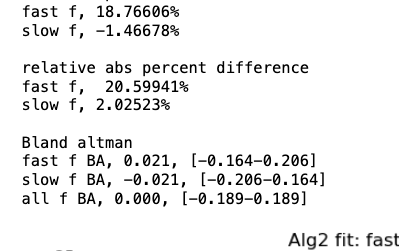 fast f, 18.76606%
slow f, −1.46678%
relative abs percent difference
fast f,  20.59941%
slow f, 2.02523%
Bland altman
fast f BA, 0.021, [−0.164−0.206]
slow f BA, −0.021, [−0.206−0.164]
all f BA, 0.000, [−0.189−0.189]
Alg2 fit: fast